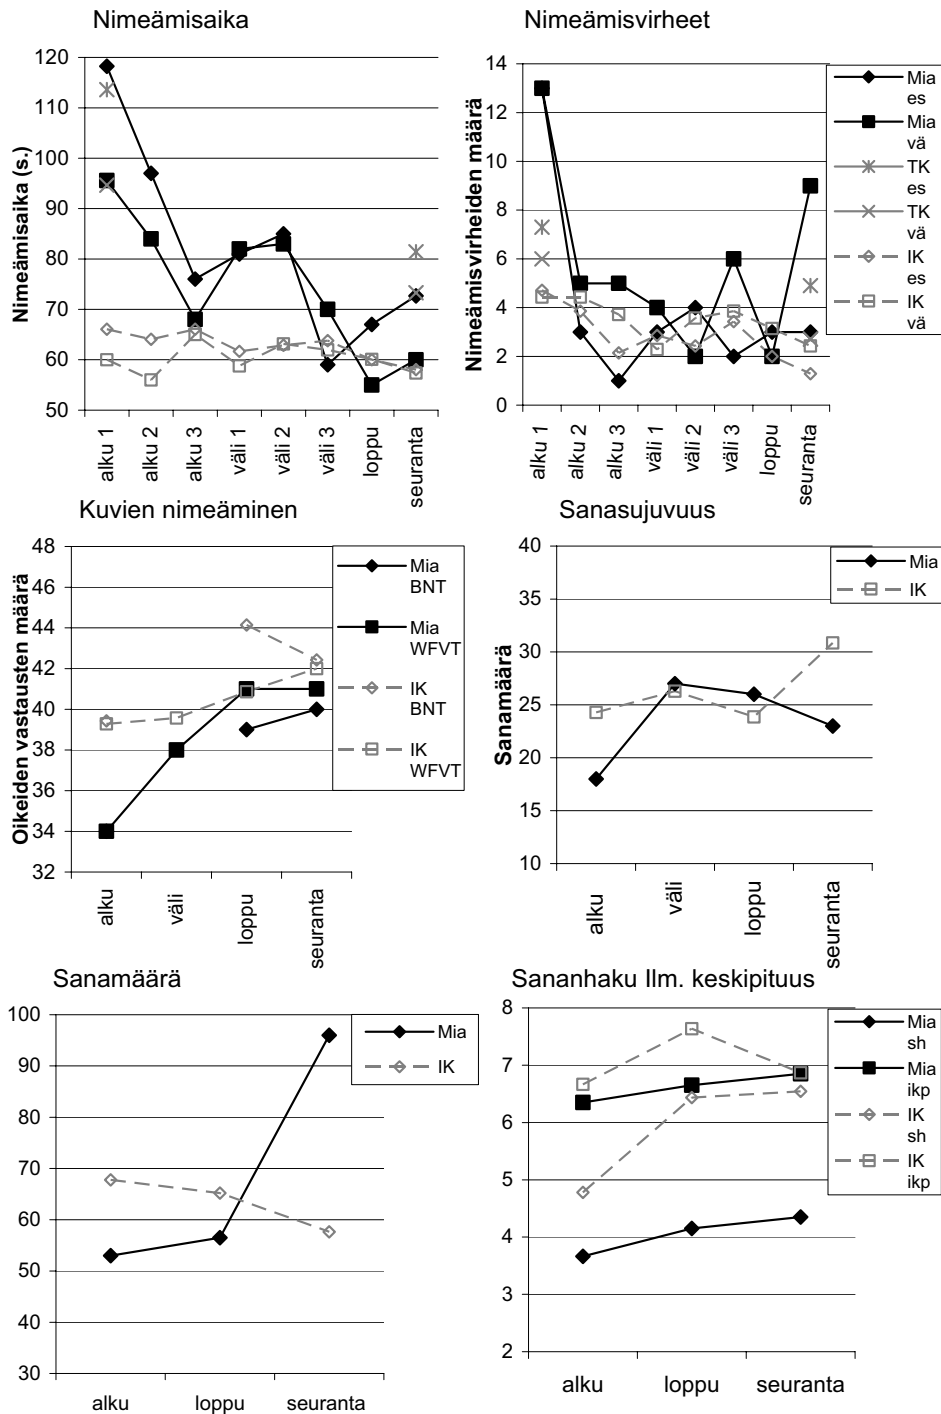 Nimeämisaika
Nimeämisaika (s.)
120
110
100
90
80
70
60
50
alku 1
alku 2
alku 3
väli 1
väli 2
väli 3
loppu
seuranta
Nimeämisvirheet
Nimeämisvirheiden määrä
14
12
10
8
6
4
2
0
alku 1
alku 2
alku 3
väli 1
väli 2
väli 3
loppu
seuranta
Mia
es
Mia
vä
TK
es
TK
vä
IK
es
IK
vä
Kuvien nimeäminen
Oikeiden vastausten määrä
48
46
44
42
40
38
36
34
32
alku
väli
loppu
seuranta
Mia
BNT
Mia
WFVT
IK
BNT
IK
WFVT
Sanasujuvuus
Sanamäärä
40
35
30
25
20
15
10
alku
väli
loppu
seuranta
Mia
IK
Sanamäärä
100
90
80
70
60
50
40
30
alku
loppu
seuranta
Mia
IK
Sananhaku Ilm. keskipituus
8
7
6
5
4
3
2
alku
loppu
seuranta
Mia
sh
Mia
ikp
IK
sh
IK
ikp